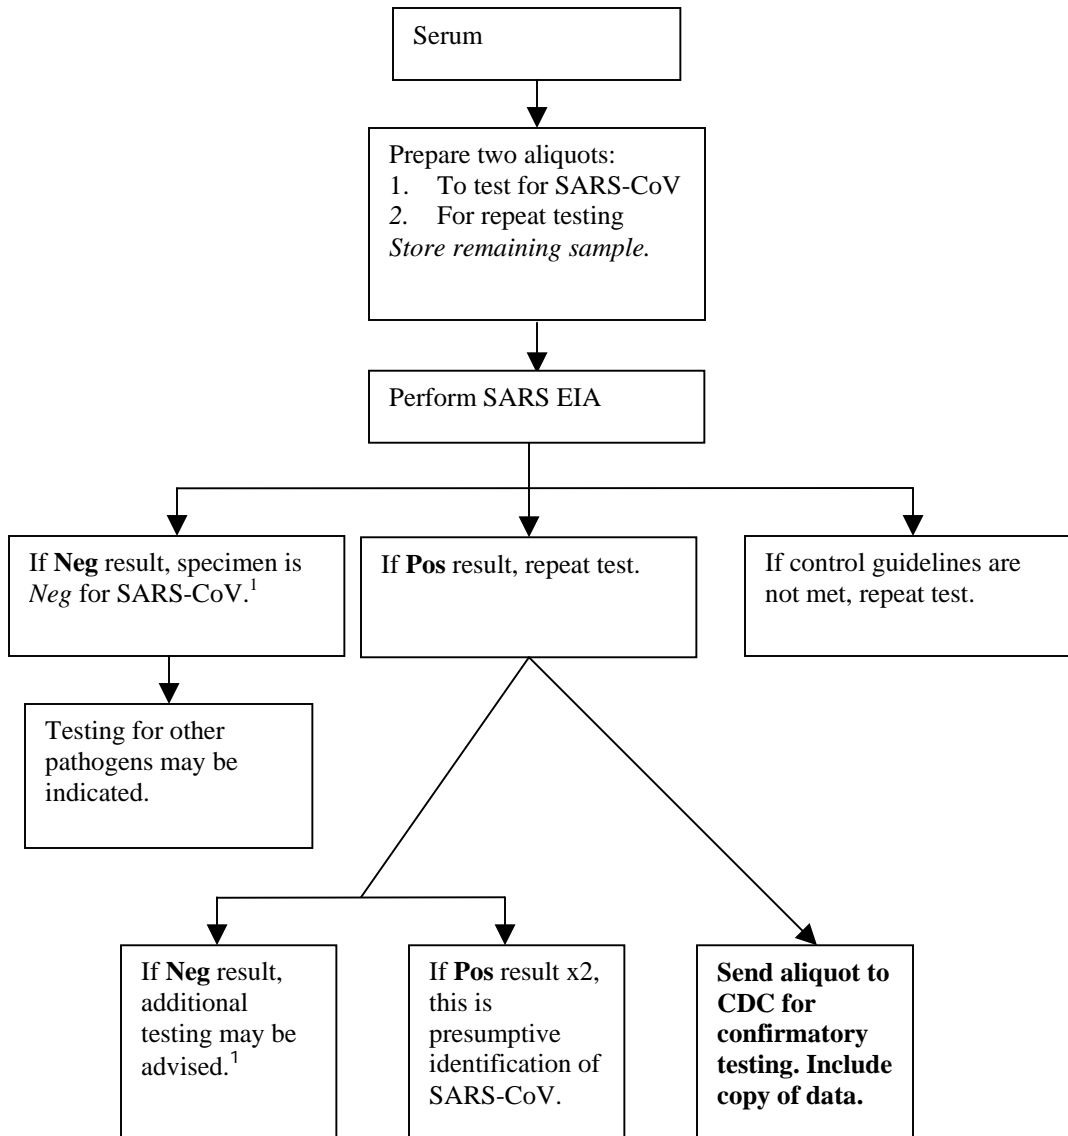 Serum
Prepare two aliquots:
1. To test for SARS-CoV
2. For repeat testing
Store remaining sample.
Perform SARS EIA
If Neg result, specimen is
Neg for SARS-CoV.¹
If Pos result, repeat test.
If control guidelines are
not met, repeat test.
Testing for other
pathogens may be
indicated.
If Neg result,
additional
testing may be
advised.¹
If Pos result x2,
this is
presumptive
identification of
SARS-CoV.
Send aliquot to
CDC for
confirmatory
testing. Include
copy of data.